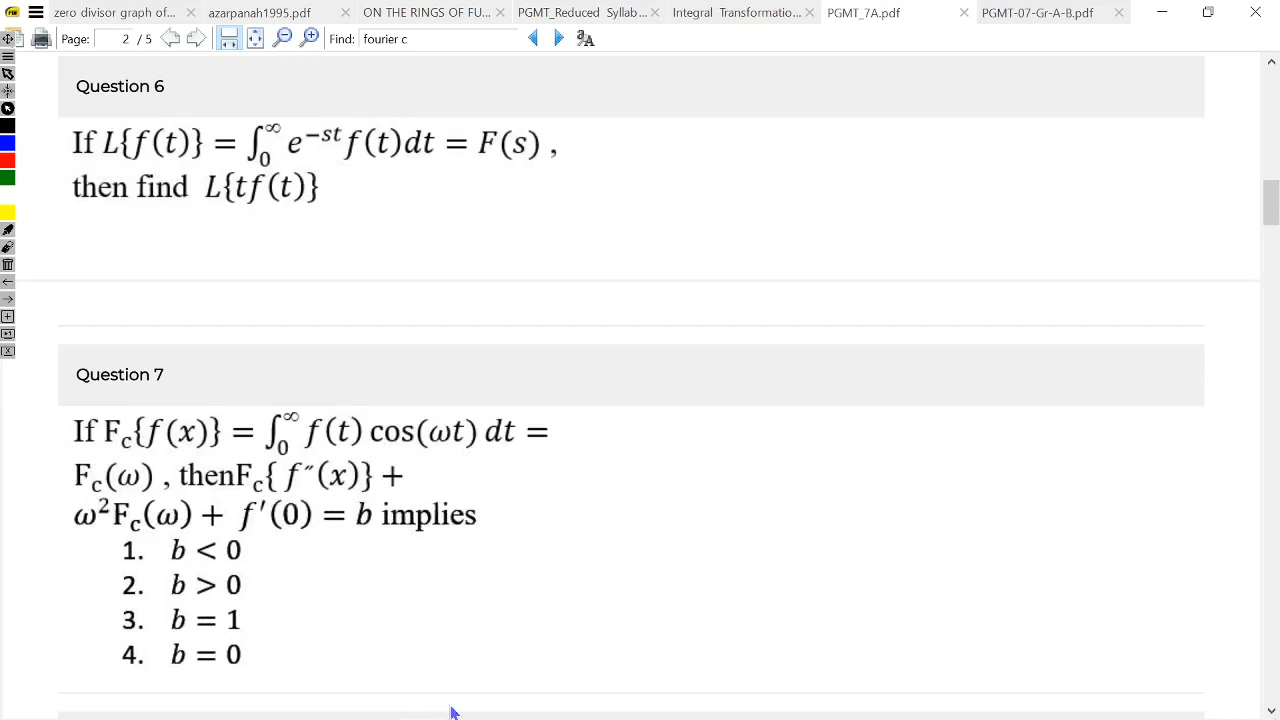 zero divisor graph of... × azarpanah1995.pdf × ON THE RINGS OF FU... × PGMT_Reduced Syllab... × Integral Transformatio... × PGMT_7A.pdf × PGMT-07-Gr-A-B.pdf ×
Page: 2 / 5 Find: fourier c
Question 6
If L{f(t)} = ∫₀^∞ e^{−st} f(t)dt = F(s) ,
then find L{tf(t)}
Question 7
If F_c{f(x)} = ∫₀^∞ f(t) cos(ωt) dt =
F_c(ω) , thenF_c{ f″(x)} +
ω²F_c(ω) + f′(0) = b implies
1. b < 0
2. b > 0
3. b = 1
4. b = 0